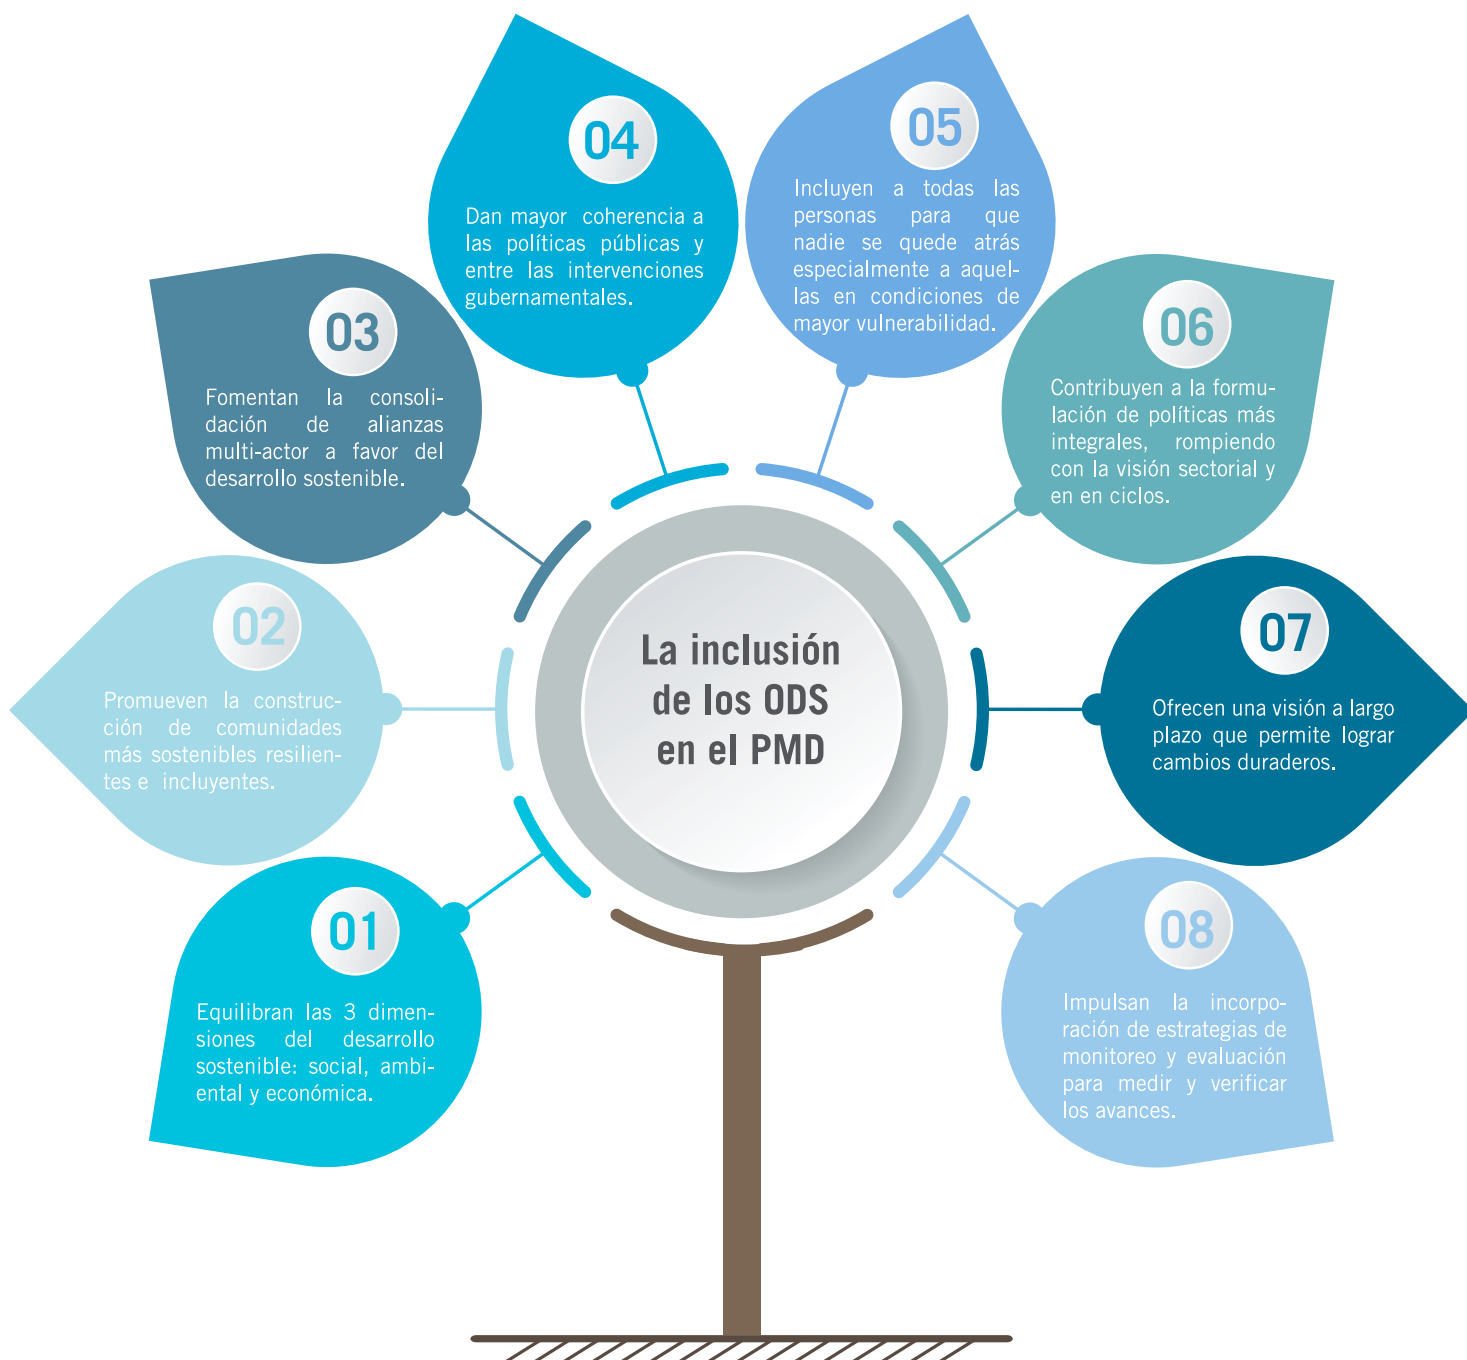 04
Dan mayor coherencia a
las políticas públicas y
entre las intervenciones
gubernamentales.
05
Incluyen a todas las
personas para que
nadie se quede atrás
especialmente a aquel-
las en condiciones de
mayor vulnerabilidad.
03
Fomentan la consoli-
dación de alianzas
multi-actor a favor del
desarrollo sostenible.
06
Contribuyen a la formu-
lación de políticas más
integrales, rompiendo
con la visión sectorial y
en en ciclos.
02
Promueven la construc-
ción de comunidades
más sostenibles resilien-
tes e incluyentes.
La inclusión
de los ODS
en el PMD
07
Ofrecen una visión a largo
plazo que permite lograr
cambios duraderos.
01
Equilibran las 3 dimen-
siones del desarrollo
sostenible: social, ambi-
ental y económica.
08
Impulsan la incorpo-
ración de estrategias de
monitoreo y evaluación
para medir y verificar
los avances.